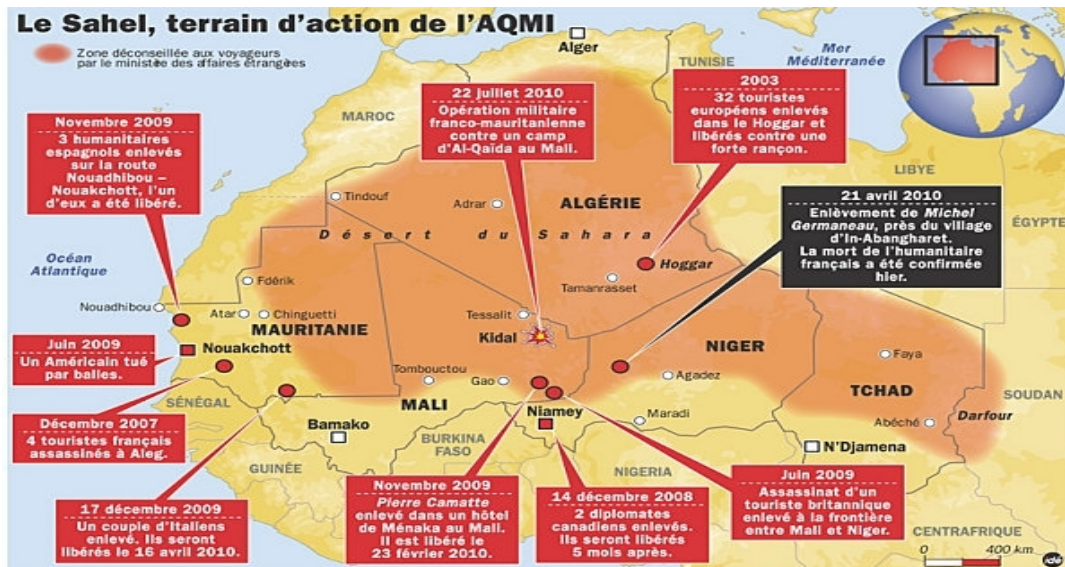 Le Sahel, terrain d'action de l'AQMI
Zone déconseillée aux voyageurs
par le ministère des affaires étrangères
Alger
Mer
Méditerranée
TUNISIE
MAROC
Novembre 2009
3 humanitaires
espagnols enlevés
sur la route
Nouadhibou –
Nouakchott, l'un
d'eux a été libéré.
22 juillet 2010
Opération militaire
franco-mauritanienne
contre un camp
d'Al-Qaïda au Mali.
2003
32 touristes
européens enlevés
dans le Hoggar et
libérés contre une
forte rançon.
LIBYE
ÉGYPTE
21 avril 2010
Enlèvement de Michel
Germaneau, près du village
d'In-Abangharet.
La mort de l'humanitaire
français a été confirmée
hier.
Tindouf
Adrar
ALGÉRIE
Désert du Sahara
Océan
Atlantique
Hoggar
Tamanrasset
Fdérik
Nouadhibou
Atar
Chinguetti
MAURITANIE
Tessalit
Kidal
Nouakchott
NIGER
Faya
Juin 2009
Un Américain tué
par balles.
Tombouctou
Gao
Agadez
TCHAD
SOUDAN
SÉNÉGAL
MALI
Niamey
Maradi
Abéché
Darfour
Bamako
BURKINA
FASO
N'Djamena
Décembre 2007
4 touristes français
assassinés à Aleg.
GUINÉE
NIGERIA
17 décembre 2009
Un couple d'Italiens
enlevé. Ils seront
libérés le 16 avril 2010.
Novembre 2009
Pierre Camatte
enlevé dans un hôtel
de Ménaka au Mali.
Il est libéré le
23 février 2010.
14 décembre 2008
2 diplomates
canadiens enlevés.
Ils seront libérés
5 mois après.
Juin 2009
Assassinat d'un
touriste britannique
enlevé à la frontière
entre Mali et Niger.
CENTRAFRIQUE
0 400 km
idé